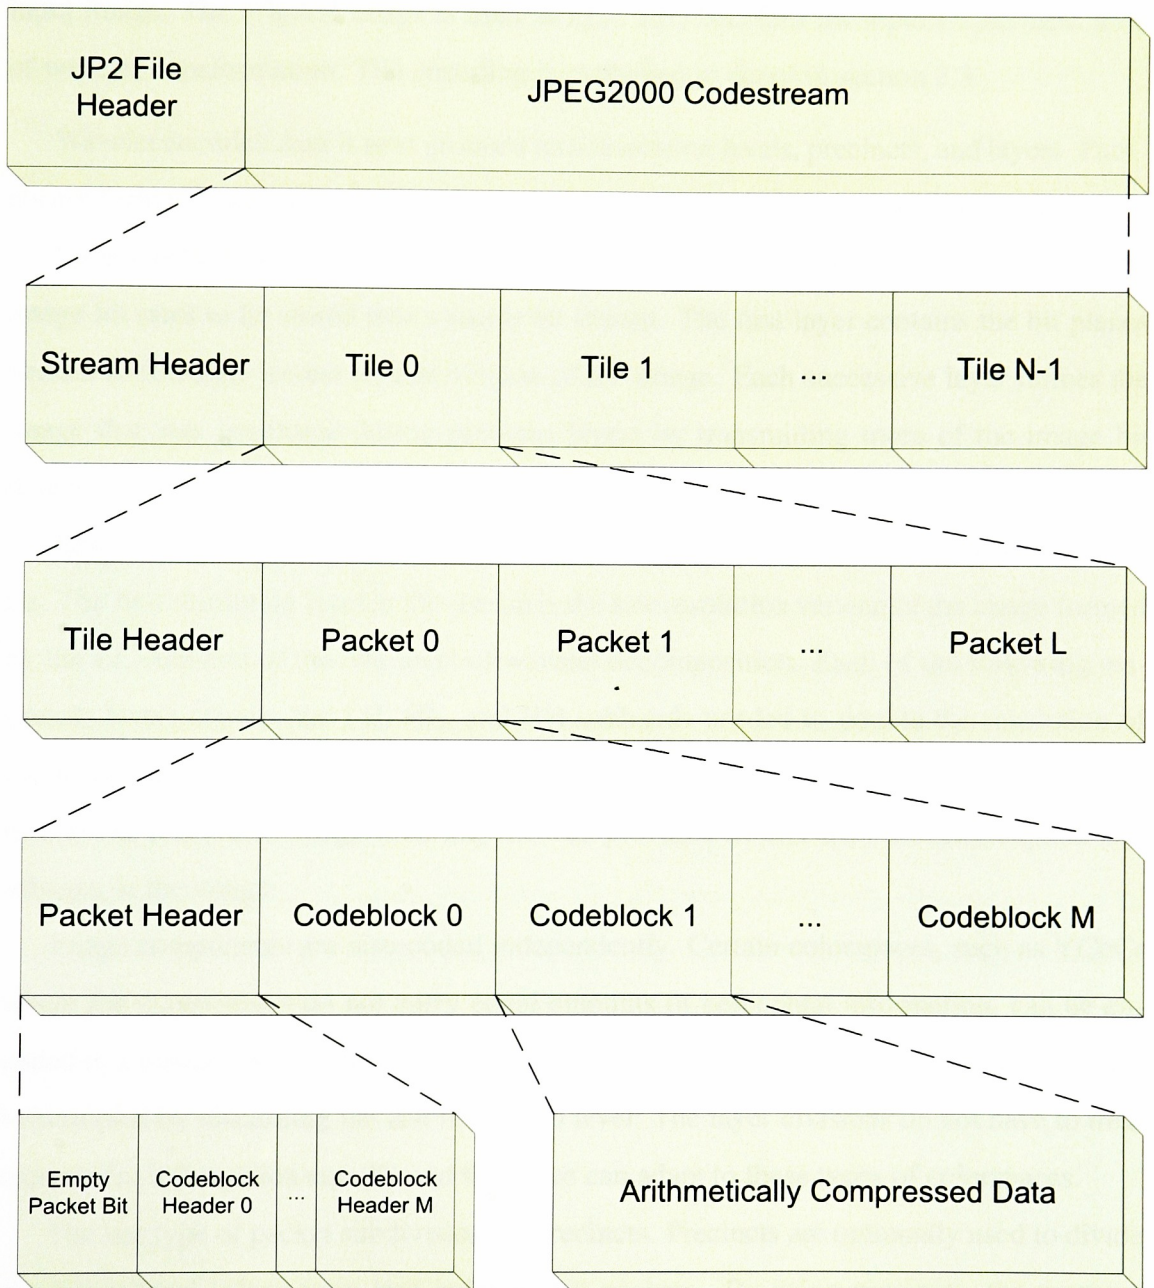 JP2 File
Header
JPEG2000 Codestream
Stream Header
Tile 0
Tile 1
...
Tile N-1
Tile Header
Packet 0
Packet 1
...
Packet L
Packet Header
Codeblock 0
Codeblock 1
...
Codeblock M
Empty
Packet Bit
Codeblock
Header 0
...
Codeblock
Header M
Arithmetically Compressed Data